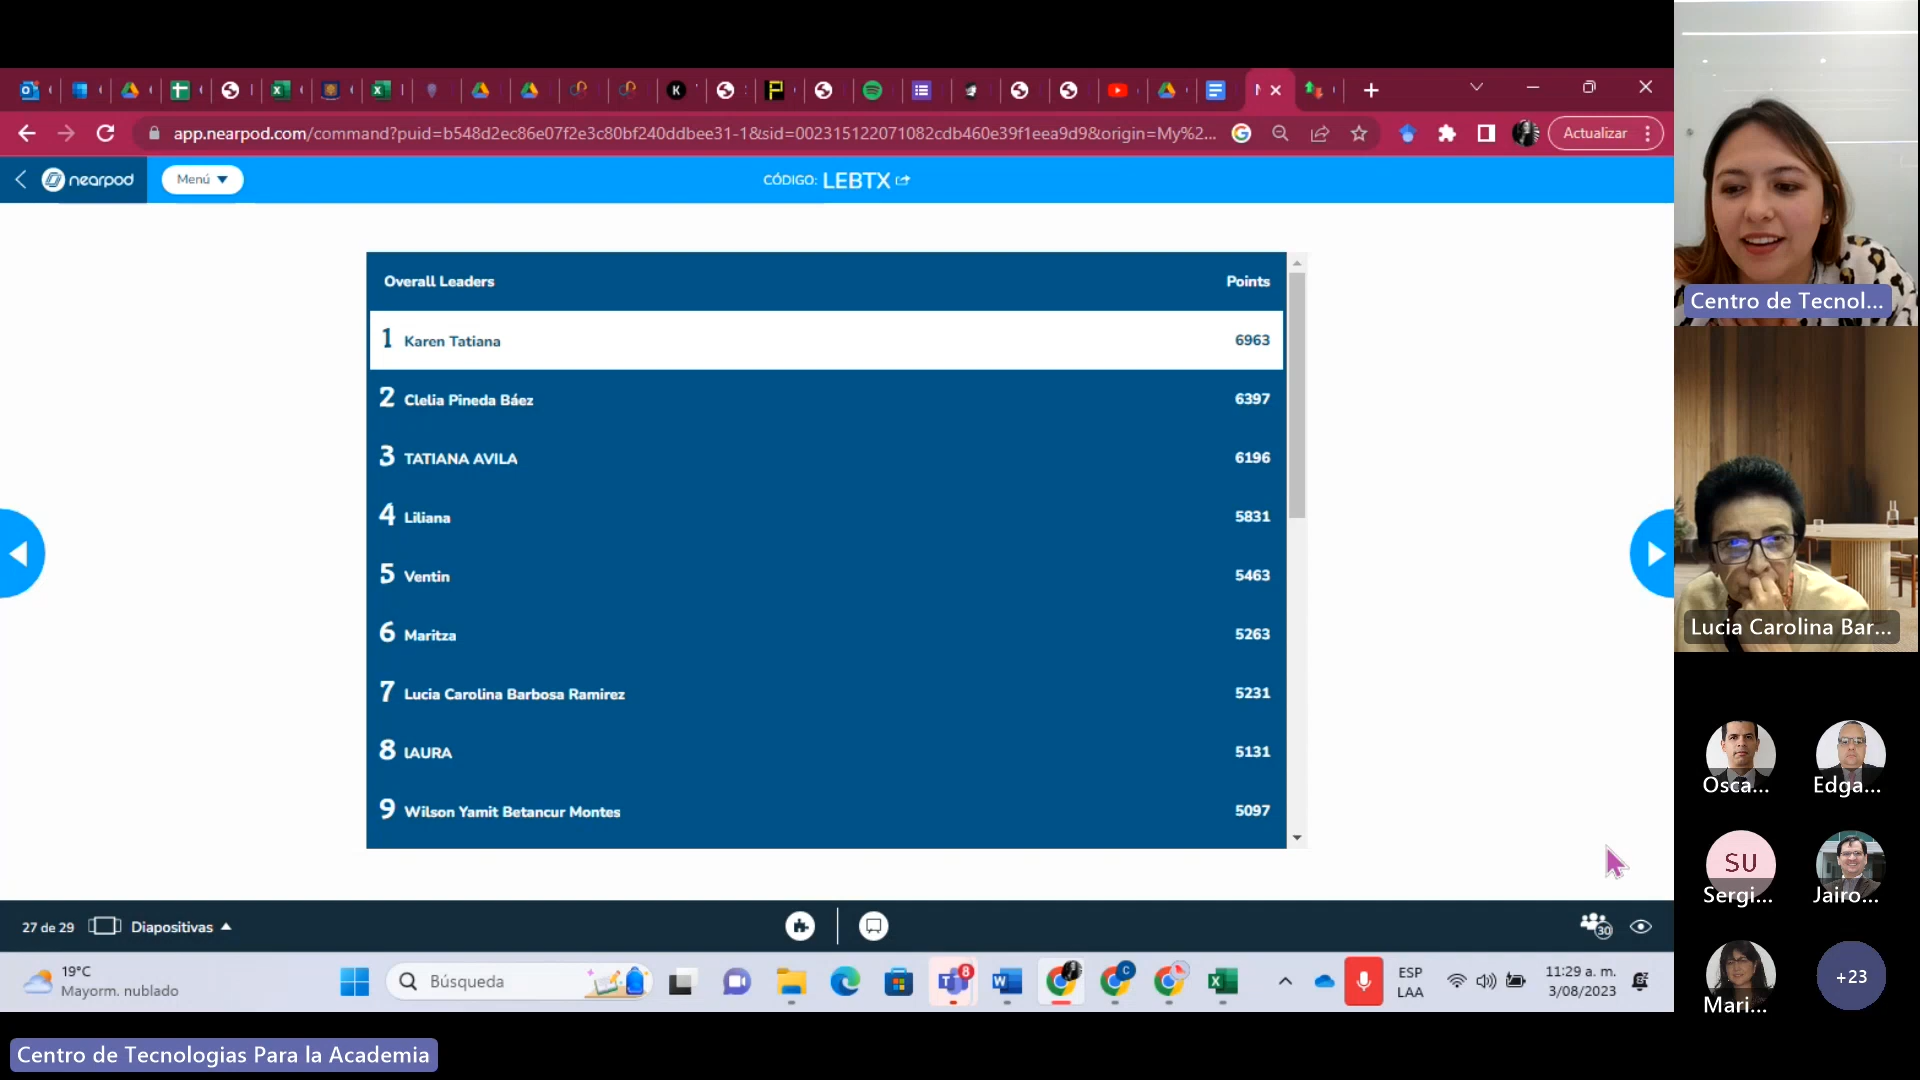 app.nearpod.com/command?puid=b548d2ec86e07f2e3c80bf240ddbee31-1&sid=002315122071082cdb460e39f1eea9d9&origin=My%2...
Actualizar
nearpod
Menú
CÓDIGO: LEBTX
Overall Leaders Points
1 Karen Tatiana 6963
2 Clelia Pineda Báez 6397
3 TATIANA AVILA 6196
4 Liliana 5831
5 Ventin 5463
6 Maritza 5263
7 Lucia Carolina Barbosa Ramirez 5231
8 lAURA 5131
9 Wilson Yamit Betancur Montes 5097
27 de 29 Diapositivas
30
19°C
Mayorm. nublado
Búsqueda
8
ESP
LAA
11:29 a. m.
3/08/2023
Centro de Tecnol...
Lucia Carolina Bar...
Osca...
Edga...
SU
Sergi...
Jairo...
Mari...
+23
Centro de Tecnologias Para la Academia